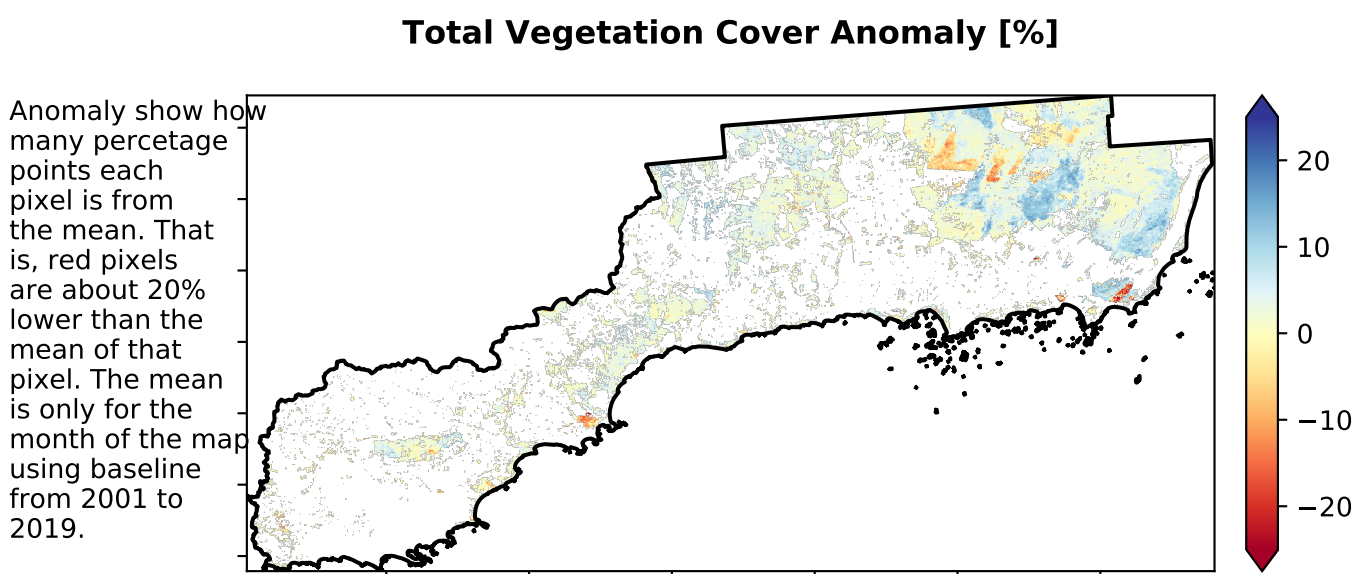 Total Vegetation Cover Anomaly [%]
Anomaly show how
many percetage
points each
pixel is from
the mean. That
is, red pixels
are about 20%
lower than the
mean of that
pixel. The mean
is only for the
month of the map
using baseline
from 2001 to
2019.
20
10
0
−10
−20